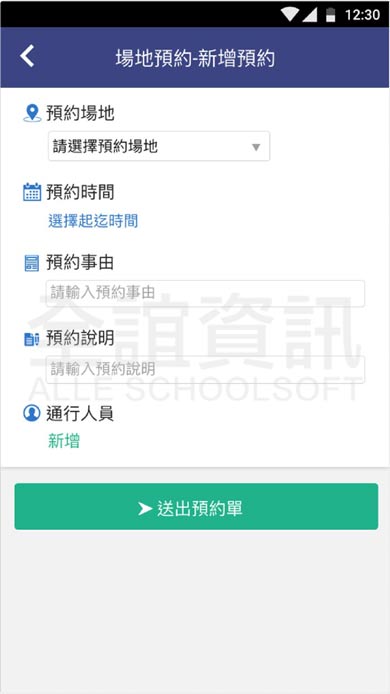 12:30
場地預約-新增預約
預約場地
請選擇預約場地
預約時間
選擇起迄時間
預約事由
請輸入預約事由
全誼資訊
預約說明
請輸入預約說明
ALLE SCHOOLSOFT
通行人員
新增
送出預約單